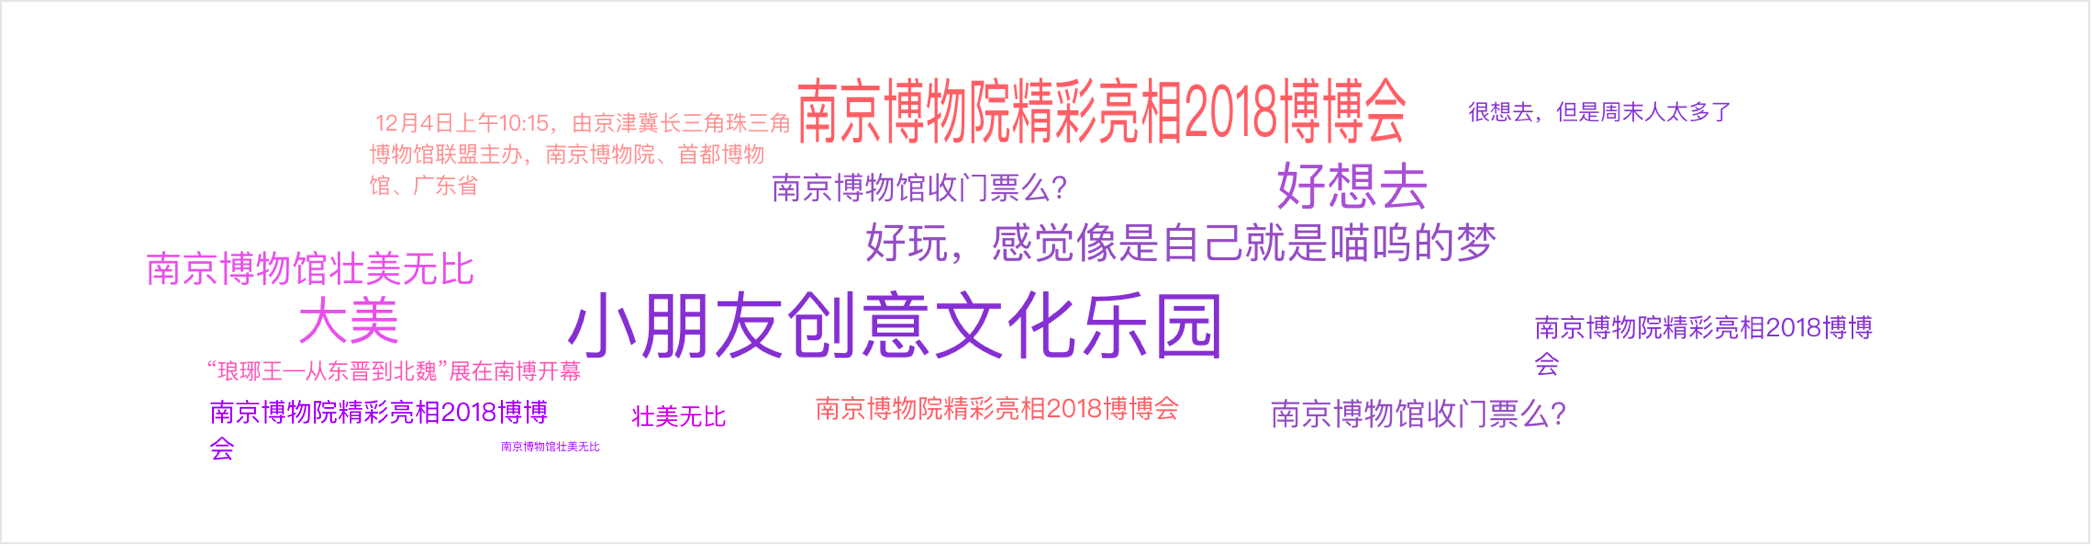 南京博物院精彩亮相2018博博会
很想去，但是周末人太多了
12月4日上午10:15，由京津冀长三角珠三角
博物馆联盟主办，南京博物院、首都博物
馆、广东省
南京博物馆收门票么？
好想去
好玩，感觉像是自己就是喵呜的梦
南京博物馆壮美无比
大美
小朋友创意文化乐园
南京博物院精彩亮相2018博博
会
“琅琊王—从东晋到北魏”展在南博开幕
南京博物院精彩亮相2018博博
会
壮美无比
南京博物院精彩亮相2018博博会
南京博物馆收门票么？
南京博物馆壮美无比